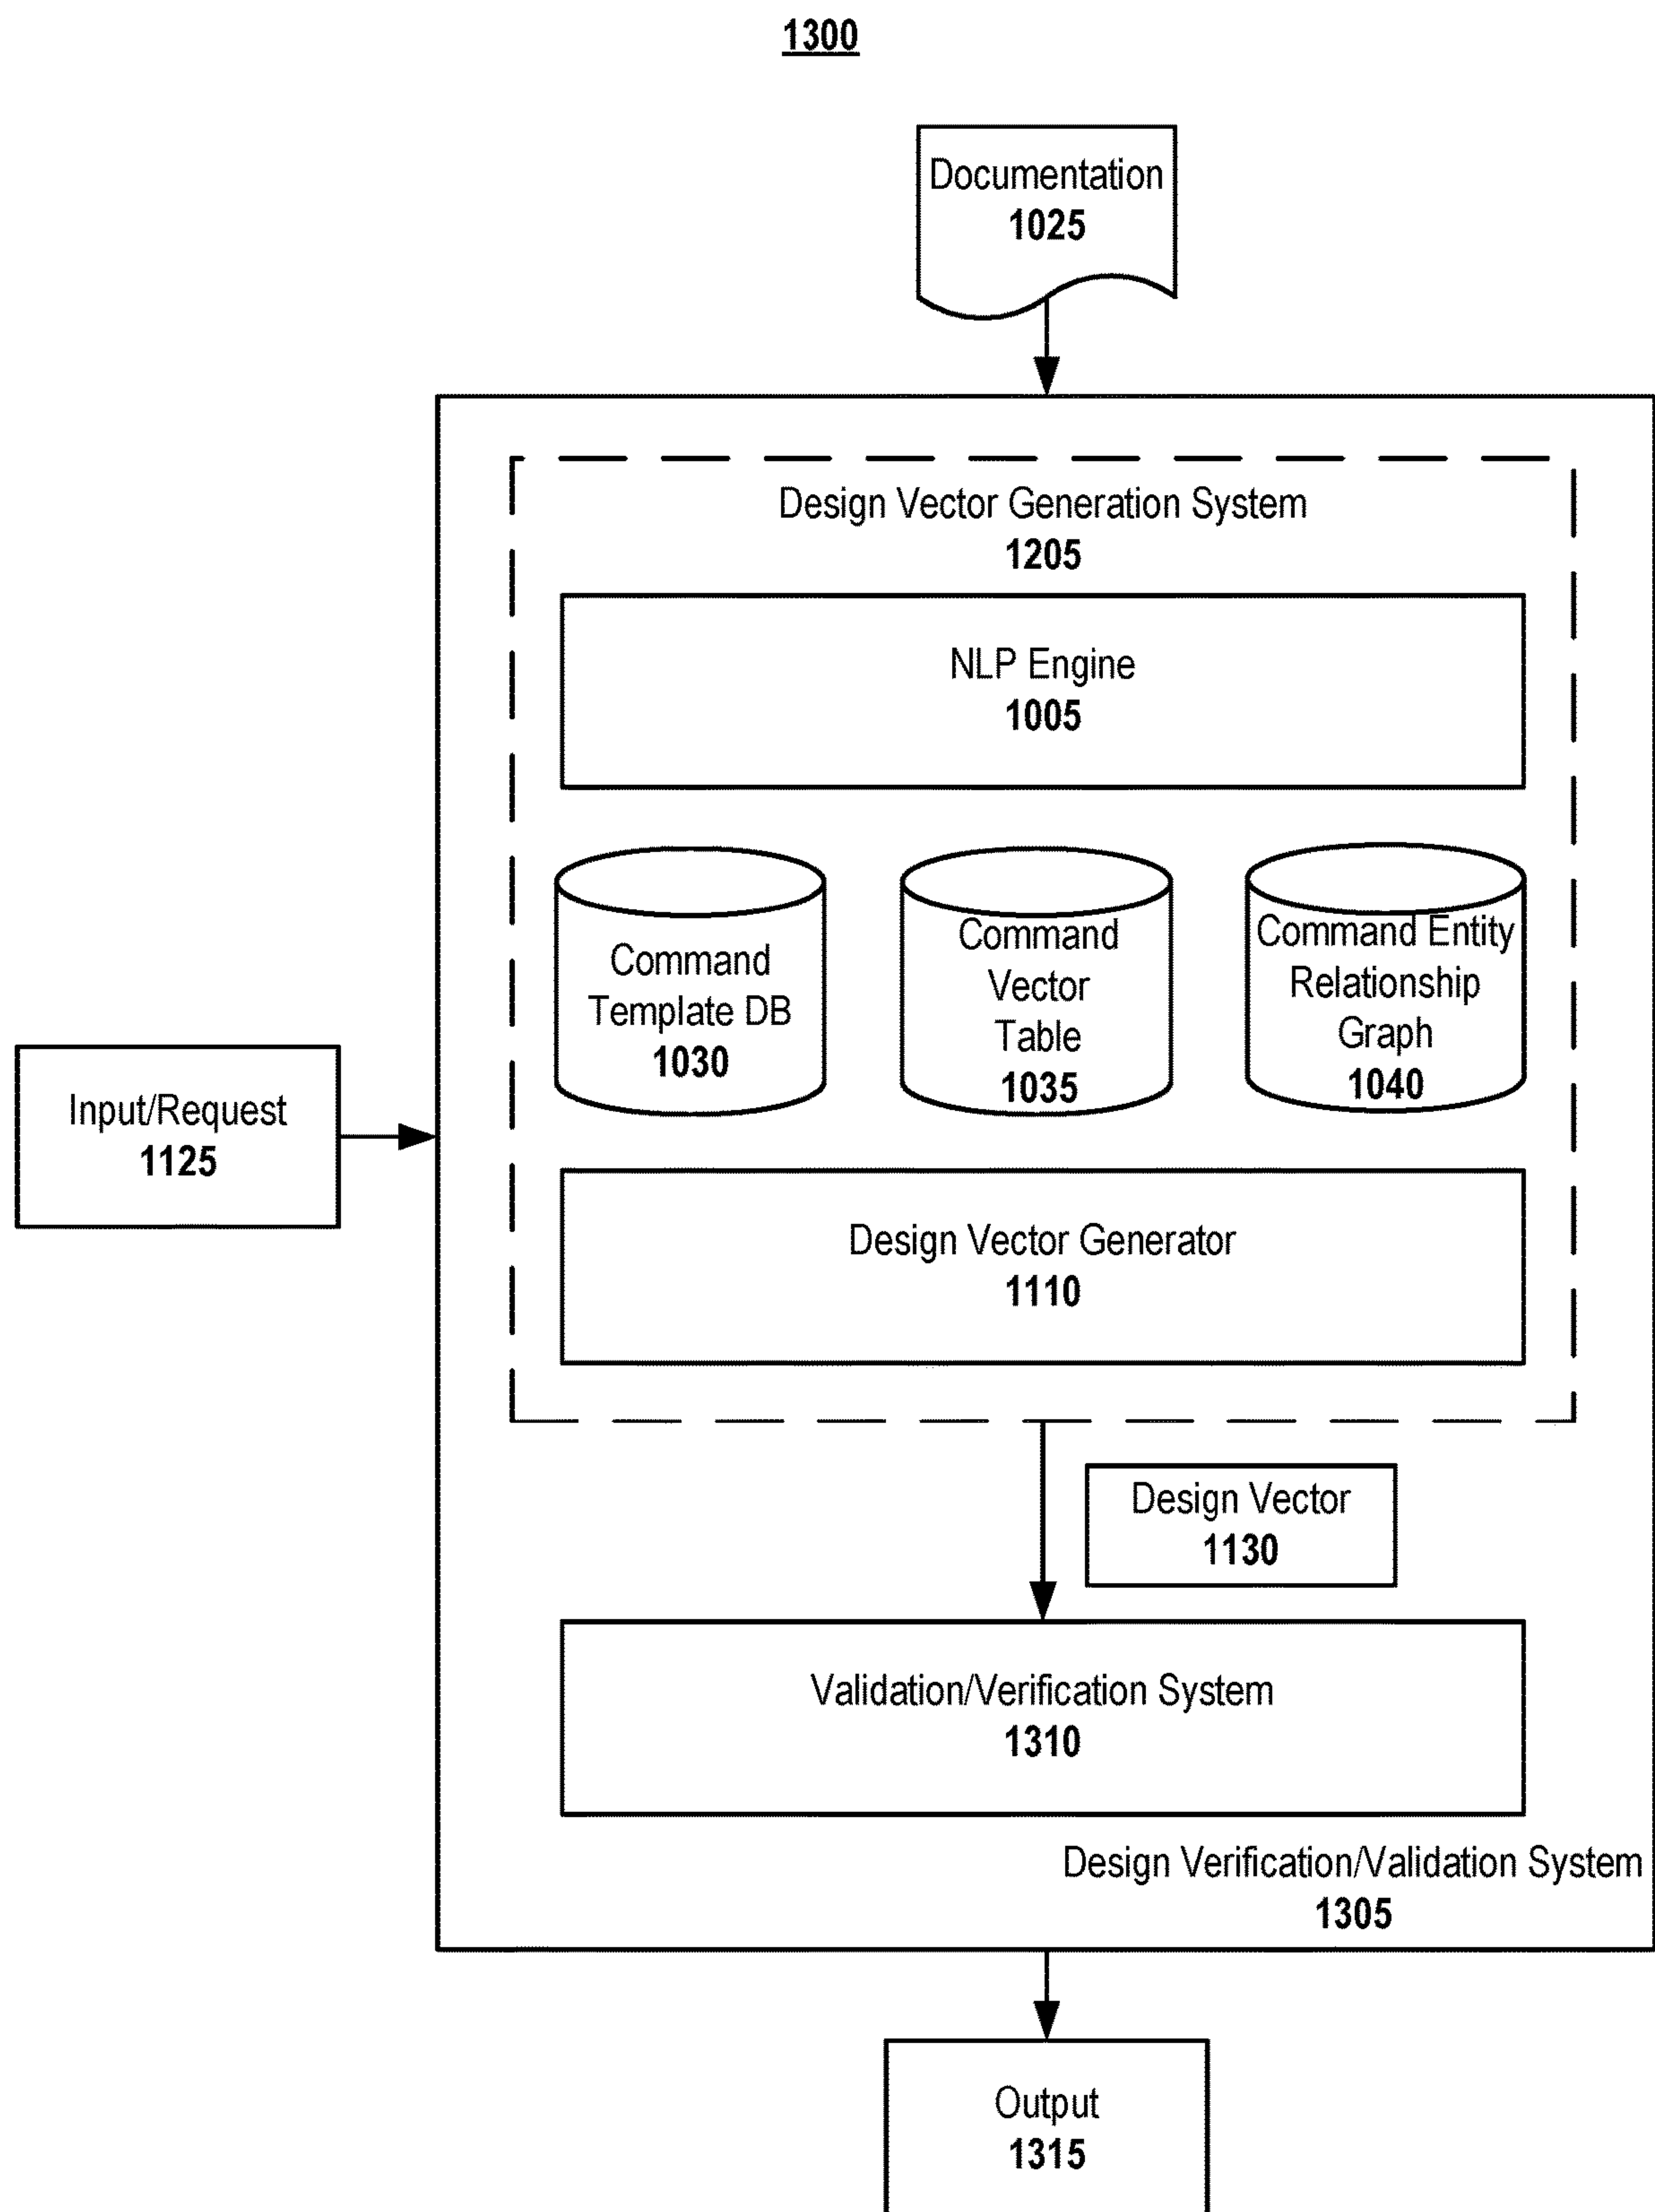 1300
Documentation
1025
Design Vector Generation System
1205
NLP Engine
1005
Command
Template DB
1030
Command
Vector
Table
1035
Command Entity
Relationship
Graph
1040
Input/Request
1125
Design Vector Generator
1110
Design Vector
1130
Validation/Verification System
1310
Design Verification/Validation System
1305
Output
1315